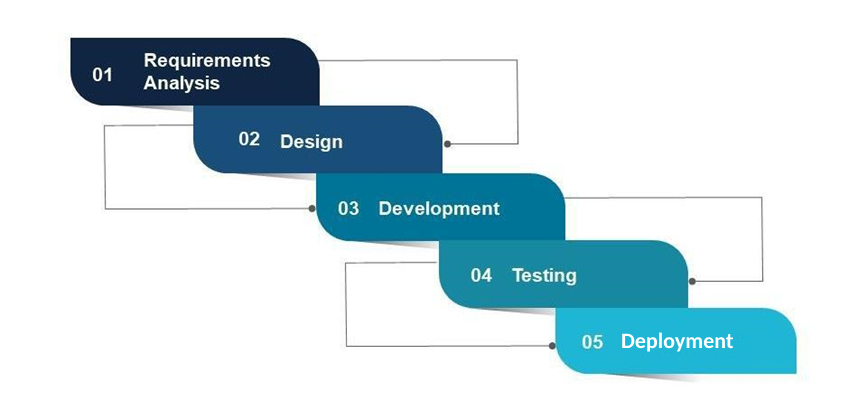 01 Requirements
Analysis
02 Design
03 Development
04 Testing
05 Deployment